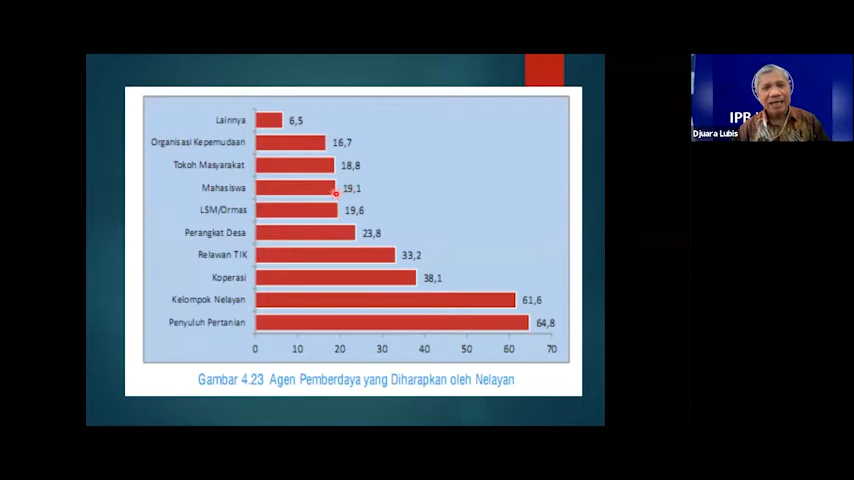 Lainnya 6,5
Organisasi Kepemudaan 16,7
Tokoh Masyarakat 18,8
Mahasiswa 19,1
LSM/Ormas 19,6
Perangkat Desa 23,8
Relawan TIK 33,2
Koperasi 38,1
Kelompok Nelayan 61,6
Penyuluh Pertanian 64,8
0 10 20 30 40 50 60 70
Gambar 4.23 Agen Pemberdaya yang Diharapkan oleh Nelayan
IPB
Djuara Lubis